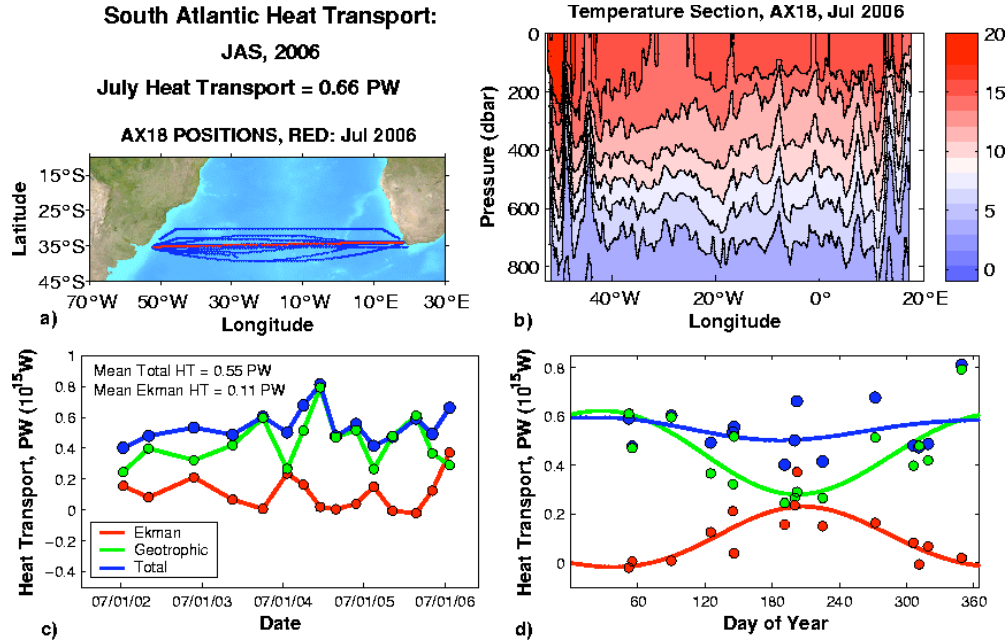 South Atlantic Heat Transport:
JAS, 2006
July Heat Transport = 0.66 PW
AX18 POSITIONS, RED: Jul 2006
Latitude
15°S
25°S
35°S
45°S
70°W 50°W 30°W 10°W 10°E 30°E
Longitude
a)
Temperature Section, AX18, Jul 2006
Pressure (dbar)
0
200
400
600
800
40°W 20°W 0° 20°E
Longitude
b)
20
15
10
5
0
Heat Transport, PW (10¹⁵W)
0.8
0.6
0.4
0.2
0
−0.2
−0.4
1
Mean Total HT = 0.55 PW
Mean Ekman HT = 0.11 PW
Ekman
Geotrophic
Total
07/01/02 07/01/03 07/01/04 07/01/05 07/01/06
Date
c)
Heat Transport, PW (10¹⁵W)
0.8
0.6
0.4
0.2
0
60 120 180 240 300 360
Day of Year
d)